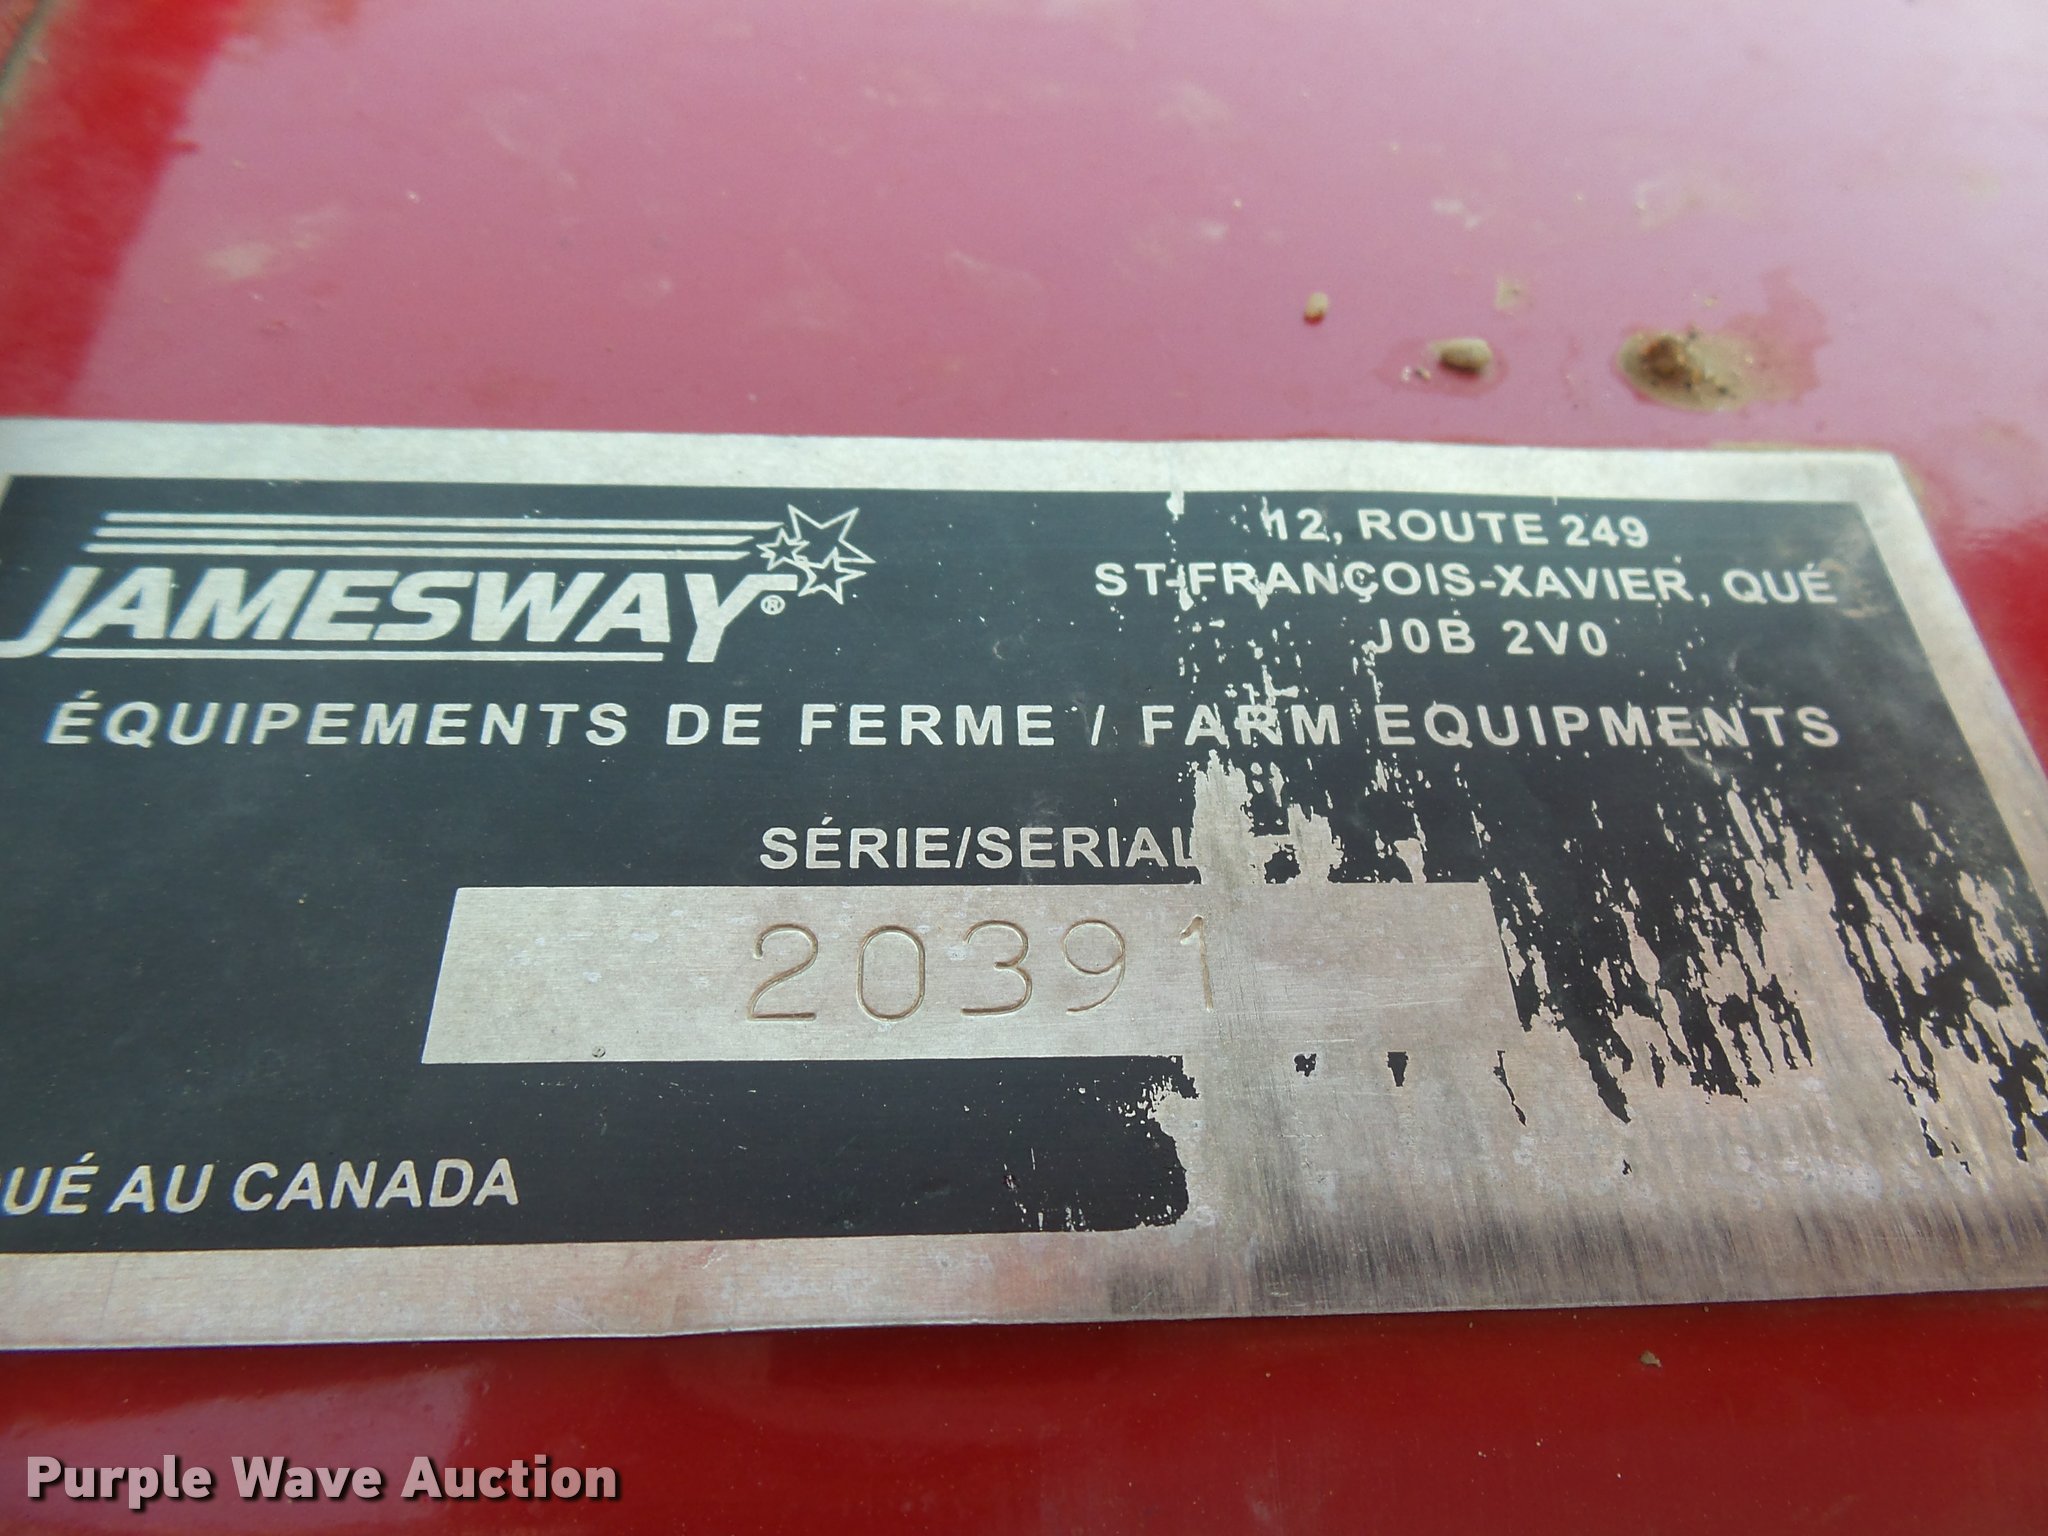 JAMESWAY®
12, ROUTE 249
ST-FRANÇOIS-XAVIER, QUÉ
J0B 2V0
ÉQUIPEMENTS DE FERME / FARM EQUIPMENTS
SÉRIE/SERIAL
20391
QUÉ AU CANADA
Purple Wave Auction